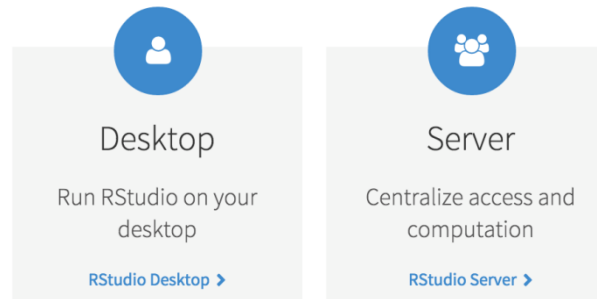 Desktop
Run RStudio on your
desktop
RStudio Desktop >
Server
Centralize access and
computation
RStudio Server >